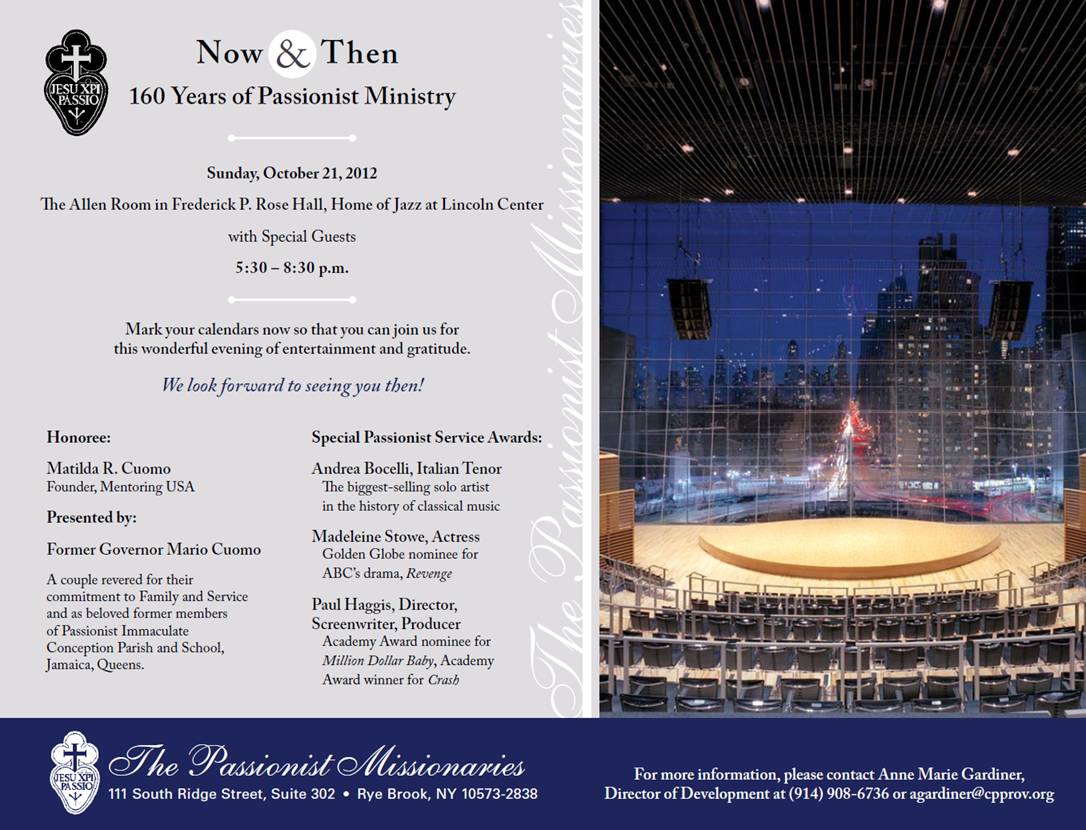 JESU XPI
PASSIO
Now & Then
160 Years of Passionist Ministry
Sunday, October 21, 2012
The Allen Room in Frederick P. Rose Hall, Home of Jazz at Lincoln Center
with Special Guests
5:30 – 8:30 p.m.
Mark your calendars now so that you can join us for
this wonderful evening of entertainment and gratitude.
We look forward to seeing you then!
Honoree:
Matilda R. Cuomo
Founder, Mentoring USA
Presented by:
Former Governor Mario Cuomo
A couple revered for their
commitment to Family and Service
and as beloved former members
of Passionist Immaculate
Conception Parish and School,
Jamaica, Queens.
Special Passionist Service Awards:
Andrea Bocelli, Italian Tenor
The biggest-selling solo artist
in the history of classical music
Madeleine Stowe, Actress
Golden Globe nominee for
ABC's drama, Revenge
Paul Haggis, Director,
Screenwriter, Producer
Academy Award nominee for
Million Dollar Baby, Academy
Award winner for Crash
The Passionist Missionaries
JESU XPI
PASSIO
The Passionist Missionaries
111 South Ridge Street, Suite 302 • Rye Brook, NY 10573-2838
For more information, please contact Anne Marie Gardiner,
Director of Development at (914) 908-6736 or agardiner@cpprov.org